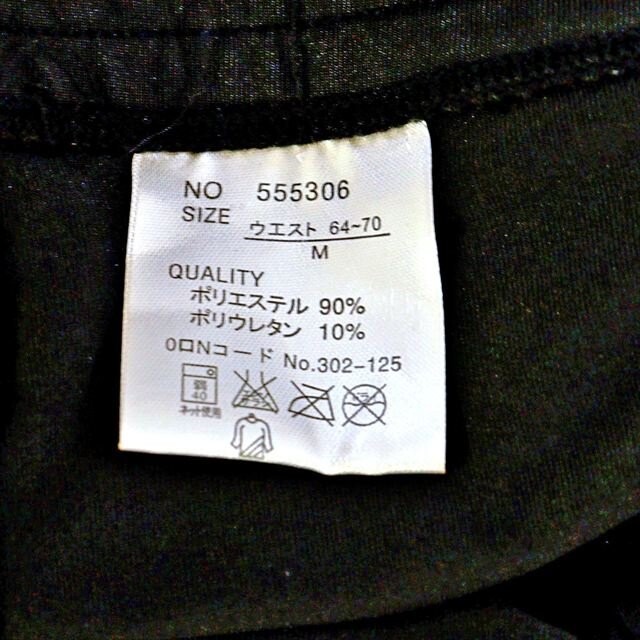 NO 555306
SIZE ウエスト 64~70
M
QUALITY
ポリエステル 90%
ポリウレタン 10%
0ロNコード No.302-125
弱
40
ネット使用